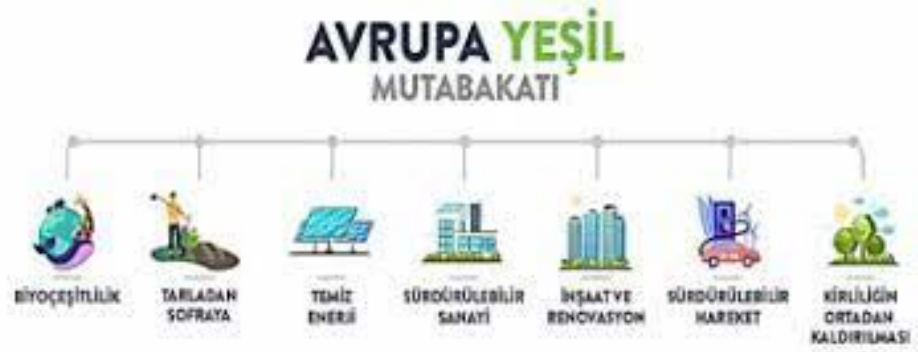 AVRUPA YEŞİL
MUTABAKATI
BİYOÇEŞİTLİLİK
TARLADAN
SOFRAYA
TEMİZ
ENERJİ
SÜRDÜRÜLEBİLİR
SANAYİ
İNŞAAT VE
RENOVASYON
SÜRDÜRÜLEBİLİR
HAREKET
KİRLİLİĞİN
ORTADAN
KALDIRILMASI